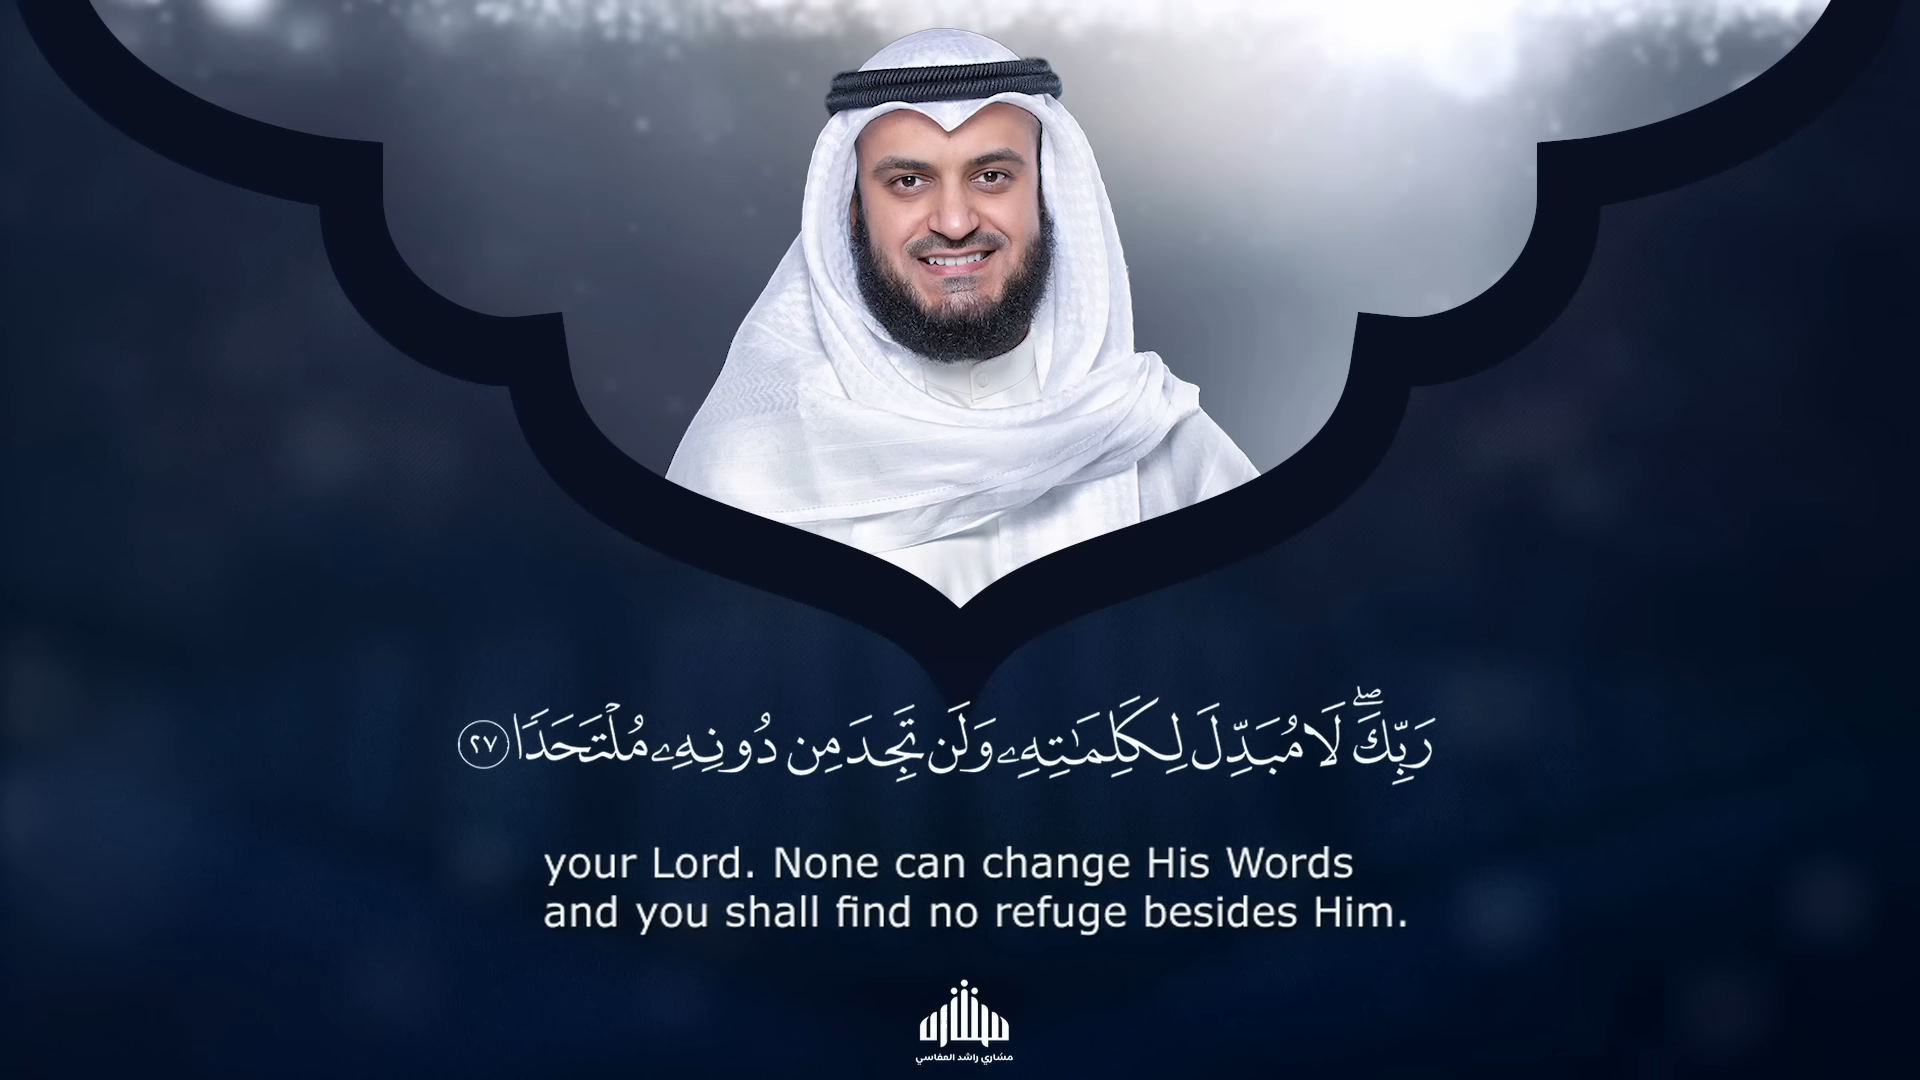 رَبِّكَ ۖ لَا مُبَدِّلَ لِكَلِمَٰتِهِۦ وَلَن تَجِدَ مِن دُونِهِۦ مُلْتَحَدًا ٢٧
your Lord. None can change His Words
and you shall find no refuge besides Him.
مشاري
مشاري راشد العفاسي